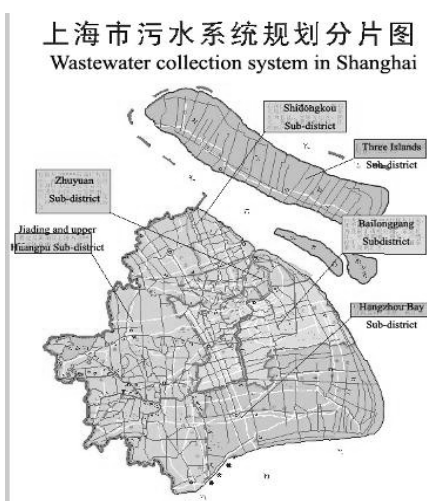 上海市污水系统规划分片图
Wastewater collection system in Shanghai
Shidongkou
Sub-district
Three Islands
Sub-district
Zhuyuan
Sub-district
Bailonggang
Subdistrict
Jiading and upper
Huangpu Sub-district
Hangzhou Bay
Sub-district